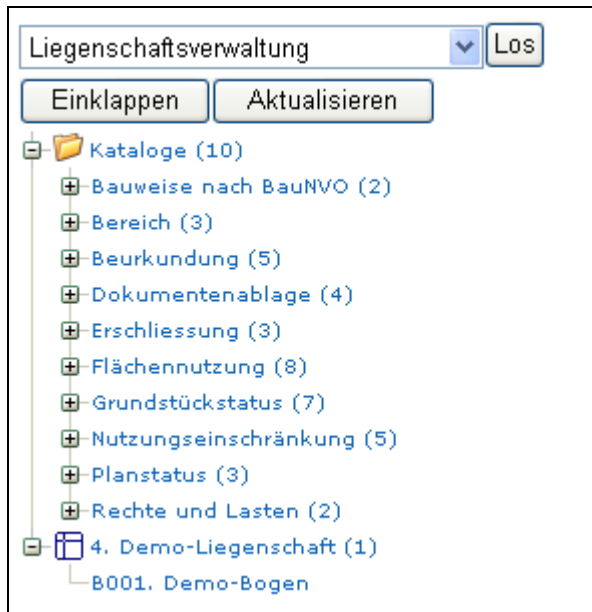 Liegenschaftsverwaltung Los
Einklappen Aktualisieren
Kataloge (10)
Bauweise nach BauNVO (2)
Bereich (3)
Beurkundung (5)
Dokumentenablage (4)
Erschliessung (3)
Flächennutzung (8)
Grundstückstatus (7)
Nutzungseinschränkung (5)
Planstatus (3)
Rechte und Lasten (2)
4. Demo-Liegenschaft (1)
B001. Demo-Bogen